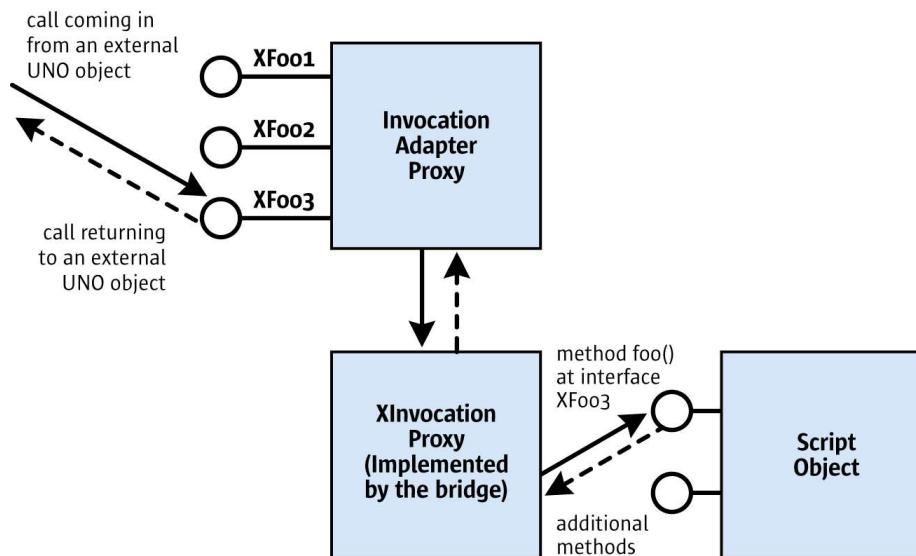 call coming in
from an external
UNO object
XFoo1
XFoo2
XFoo3
Invocation
Adapter
Proxy
call returning
to an external
UNO object
method foo()
at interface
XFoo3
XInvocation
Proxy
(Implemented
by the bridge)
Script
Object
additional
methods